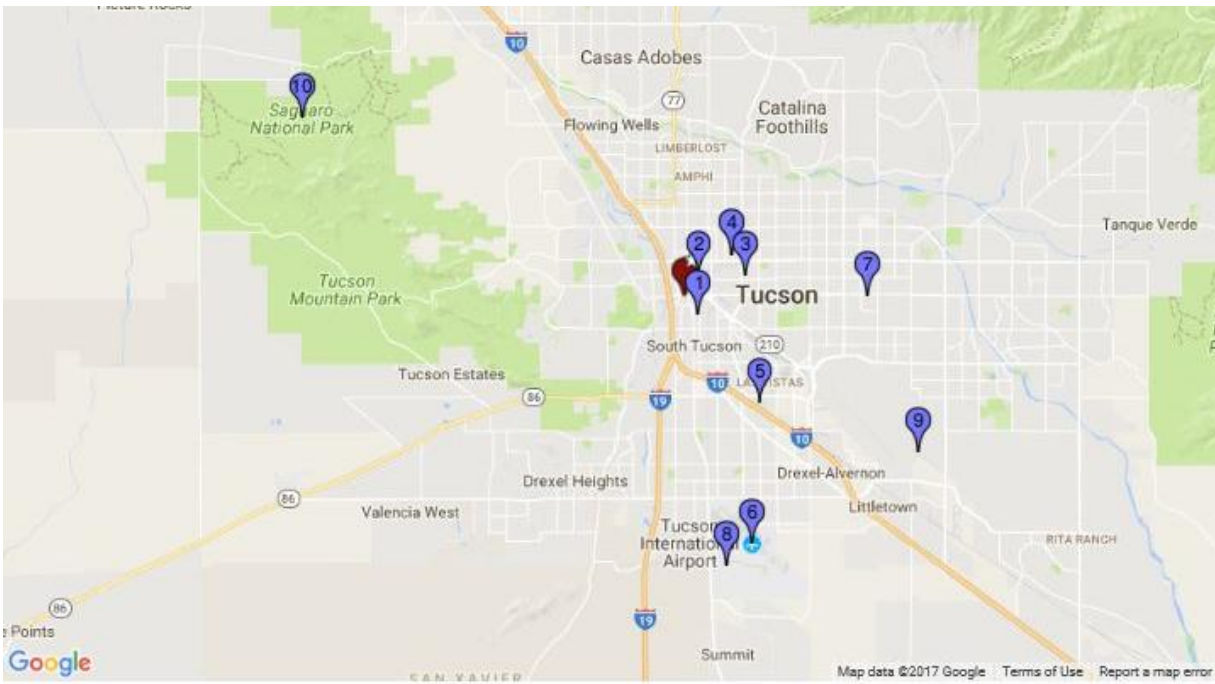 Picture Rocks
10
Casas Adobes
10
77
Saguaro
National Park
Catalina
Foothills
Flowing Wells
LIMBERLOST
AMPHI
4
Tanque Verde
2
3
7
1
Tucson
Mountain Park
Tucson
South Tucson
210
Tucson Estates
5
10
LAS VISTAS
86
19
9
10
Drexel Heights
Drexel-Alvernon
86
Valencia West
Littletown
6
Tucson
International
Airport
8
RITA RANCH
86
19
e Points
Summit
Google
SAN XAVIER
Map data ©2017 Google
Terms of Use
Report a map error